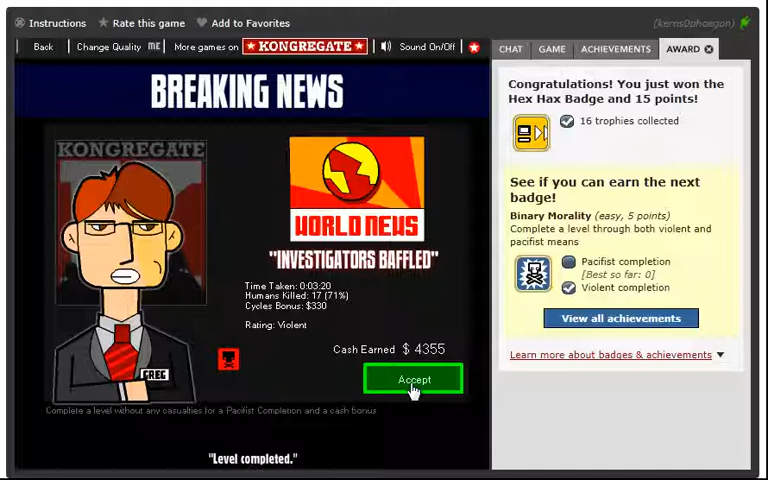 Instructions
Rate this game
Add to Favorites
(kerns0phoegon)
Back
Change Quality
ME
More games on
KONGREGATE
Sound On/Off
CHAT
GAME
ACHIEVEMENTS
AWARD
BREAKING NEWS
KONGREGATE
WORLD NEWS
"INVESTIGATORS BAFFLED"
Time Taken: 0:03:20
Humans Killed: 17 (71%)
Cycles Bonus: $330
Rating: Violent
Cash Earned $ 4355
GREG
Accept
Complete a level without any casualties for a Pacifist Completion and a cash bonus
"Level completed."
Congratulations! You just won the
Hex Hax Badge and 15 points!
16 trophies collected
See if you can earn the next
badge!
Binary Morality (easy, 5 points)
Complete a level through both violent and
pacifist means
Pacifist completion
[Best so far: 0]
Violent completion
View all achievements
Learn more about badges & achievements